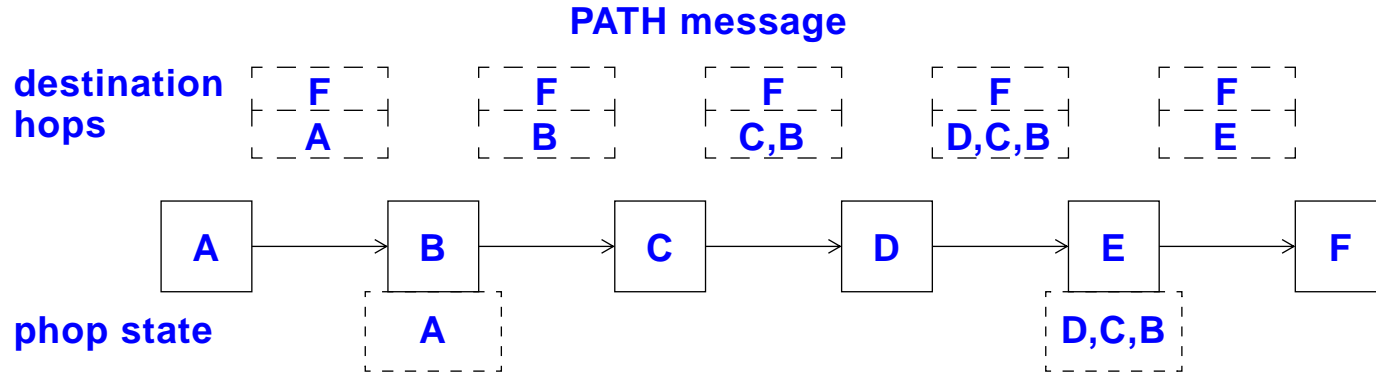 PATH message
destination
hops
F F F F F
A B C,B D,C,B E
A B C D E F
phop state
A D,C,B